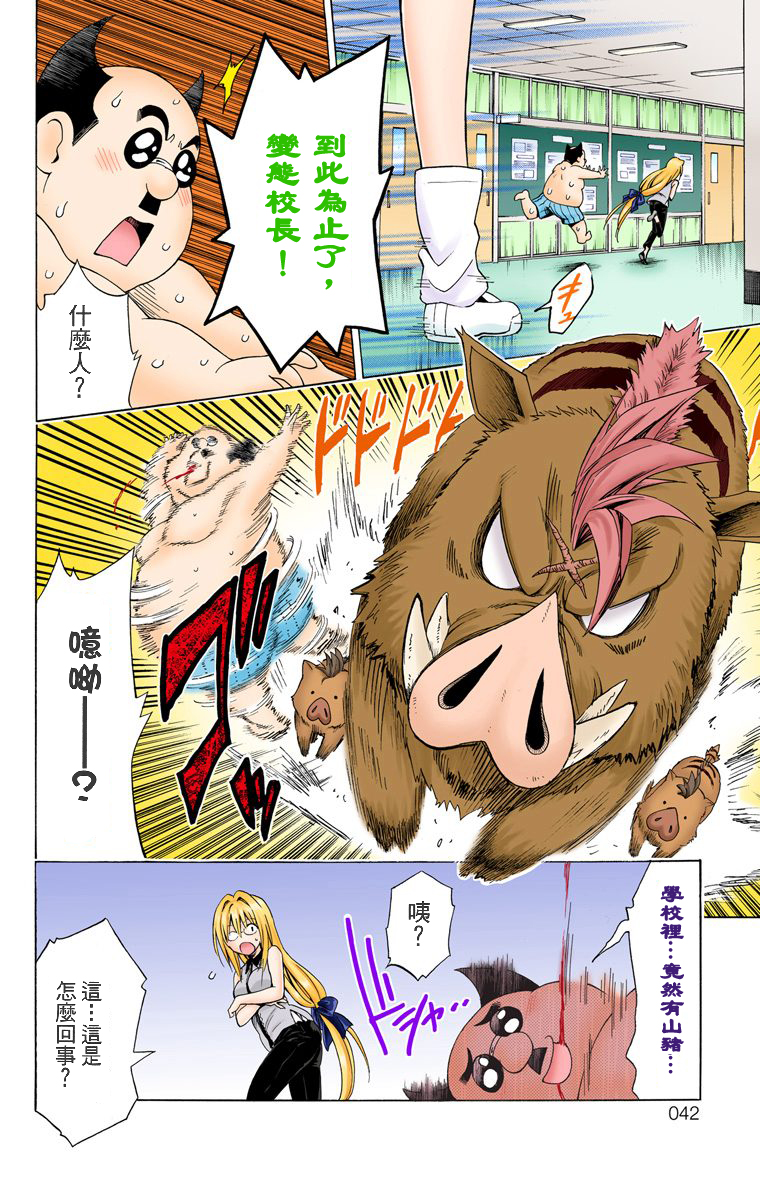 キュ
到此為止了，
變態校長！
什麼人？
ドドドド
ブッ
噫呦——？
學校裡…竟然有山豬…
咦？
ドシャ…
這…這是
怎麼回事？
042